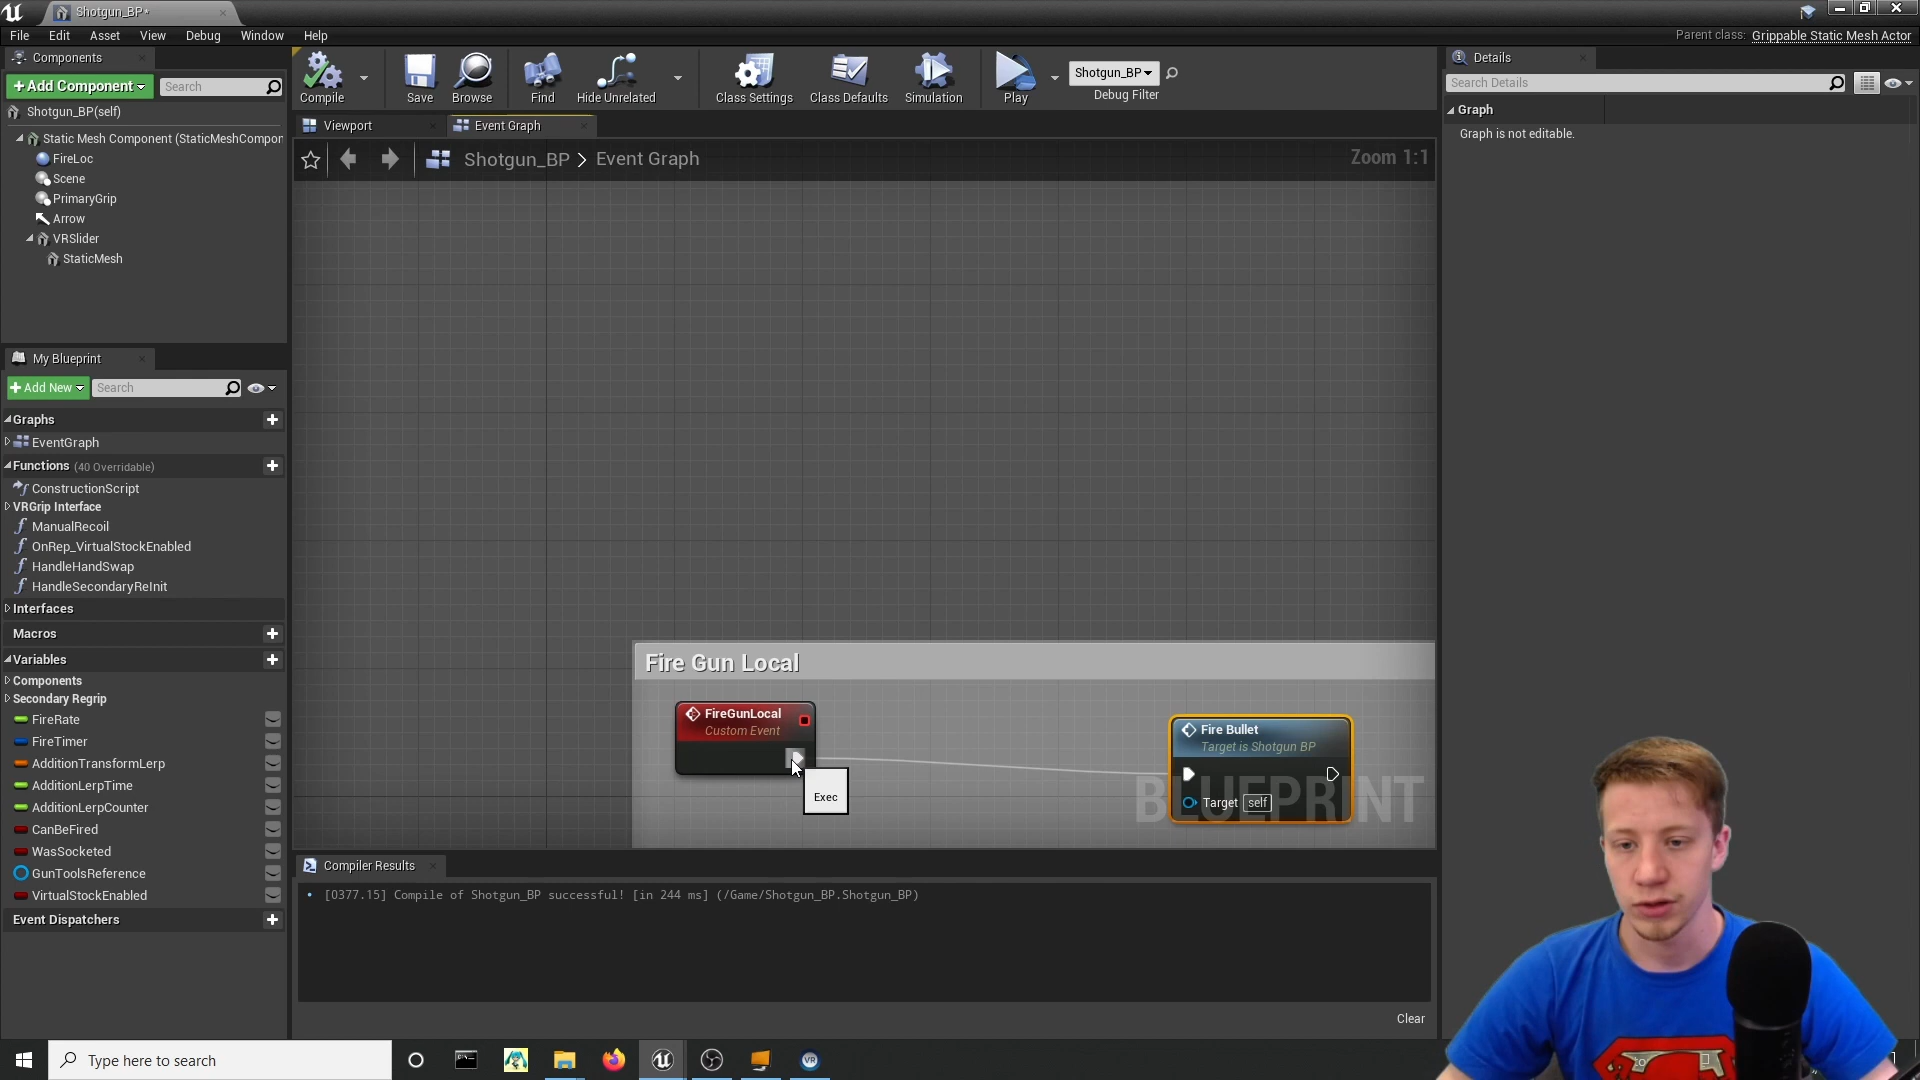 Shotgun_BP*
File Edit Asset View Debug Window Help
Parent class: Grippable Static Mesh Actor
Components
+Add Component
Search
Shotgun_BP(self)
Static Mesh Component (StaticMeshCompor
FireLoc
Scene
PrimaryGrip
Arrow
VRSlider
StaticMesh
Compile
Save
Browse
Find
Hide Unrelated
Class Settings
Class Defaults
Simulation
Play
Shotgun_BP
Debug Filter
Viewport
Event Graph
Shotgun_BP > Event Graph
Zoom 1:1
Details
Search Details
Graph
Graph is not editable.
My Blueprint
+Add New
Search
Graphs
EventGraph
Functions (40 Overridable)
ConstructionScript
VRGrip Interface
ManualRecoil
OnRep_VirtualStockEnabled
HandleHandSwap
HandleSecondaryReInit
Interfaces
Macros
Variables
Components
Secondary Regrip
FireRate
FireTimer
AdditionTransformLerp
AdditionLerpTime
AdditionLerpCounter
CanBeFired
WasSocketed
GunToolsReference
VirtualStockEnabled
Event Dispatchers
Fire Gun Local
FireGunLocal
Custom Event
Exec
Fire Bullet
Target is Shotgun BP
Target self
BLUEPRINT
Compiler Results
[0377.15] Compile of Shotgun_BP successful! [in 244 ms] (/Game/Shotgun_BP.Shotgun_BP)
Clear
Type here to search
VR